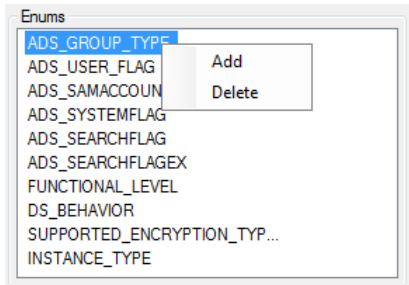 Enums
ADS_GROUP_TYPE
ADS_USER_FLAG
Add
ADS_SAMACCOUN
Delete
ADS_SYSTEMFLAG
ADS_SEARCHFLAG
ADS_SEARCHFLAGEX
FUNCTIONAL_LEVEL
DS_BEHAVIOR
SUPPORTED_ENCRYPTION_TYP...
INSTANCE_TYPE